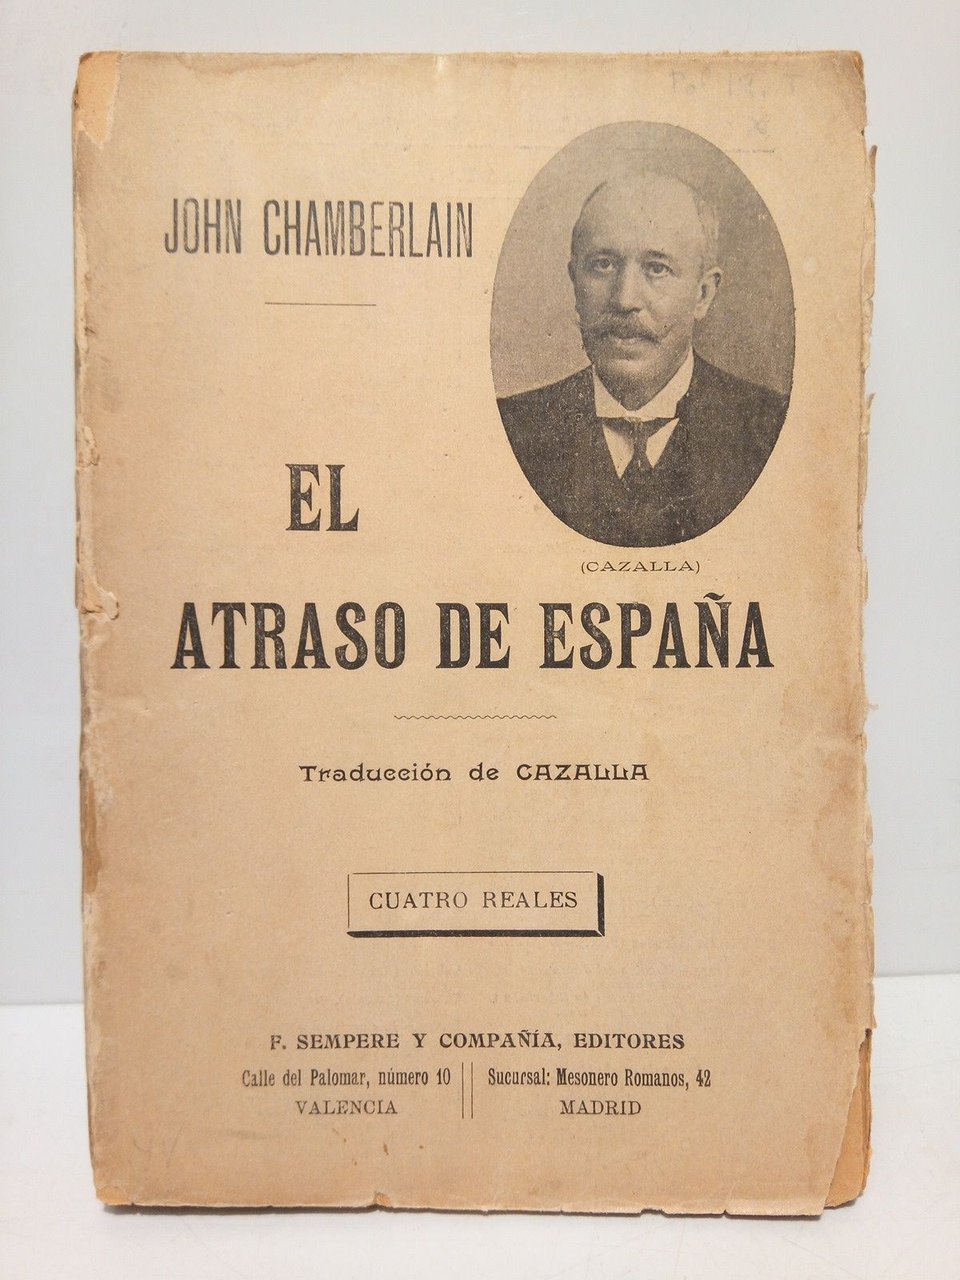 JOHN CHAMBERLAIN
(CAZALLA)
EL
ATRASO DE ESPAÑA
Traducción de CAZALLA
CUATRO REALES
F. SEMPERE Y COMPAÑÍA, EDITORES
Calle del Palomar, número 10
VALENCIA
Sucursal: Mesonero Romanos, 42
MADRID